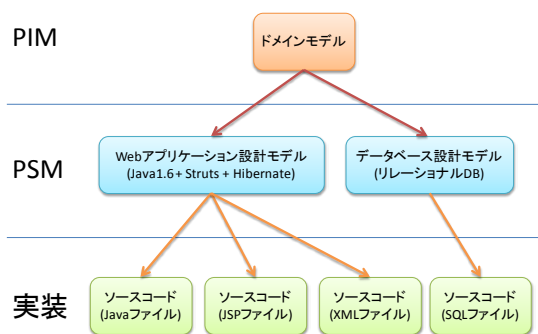 PIM
ドメインモデル
PSM
Webアプリケーション設計モデル
(Java1.6+ Struts + Hibernate)
データベース設計モデル
(リレーショナルDB)
実装
ソースコード
(Javaファイル)
ソースコード
(JSPファイル)
ソースコード
(XMLファイル)
ソースコード
(SQLファイル)